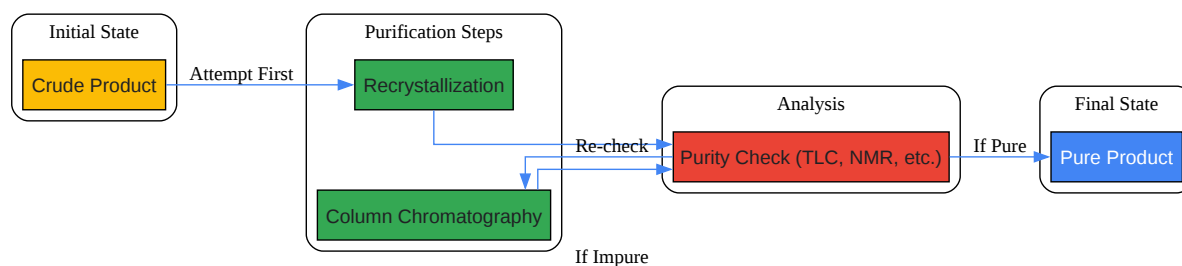 Initial State
Crude Product
Attempt First
Purification Steps
Recrystallization
Column Chromatography
Re-check
If Impure
Analysis
Purity Check (TLC, NMR, etc.)
If Pure
Final State
Pure Product